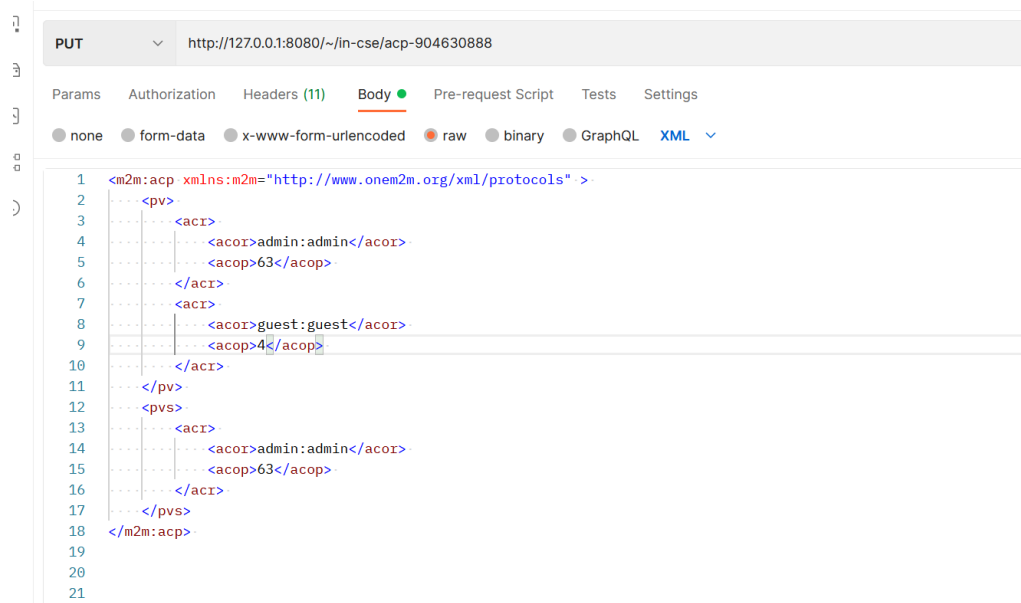 PUT http://127.0.0.1:8080/~/in-cse/acp-904630888
Params Authorization Headers (11) Body Pre-request Script Tests Settings
none form-data x-www-form-urlencoded raw binary GraphQL XML
1 <m2m:acp xmlns:m2m="http://www.onem2m.org/xml/protocols" >
2 <pv>
3 <acr>
4 <acor>admin:admin</acor>
5 <acop>63</acop>
6 </acr>
7 <acr>
8 <acor>guest:guest</acor>
9 <acop>4</acop>
10 </acr>
11 </pv>
12 <pvs>
13 <acr>
14 <acor>admin:admin</acor>
15 <acop>63</acop>
16 </acr>
17 </pvs>
18 </m2m:acp>
19
20
21